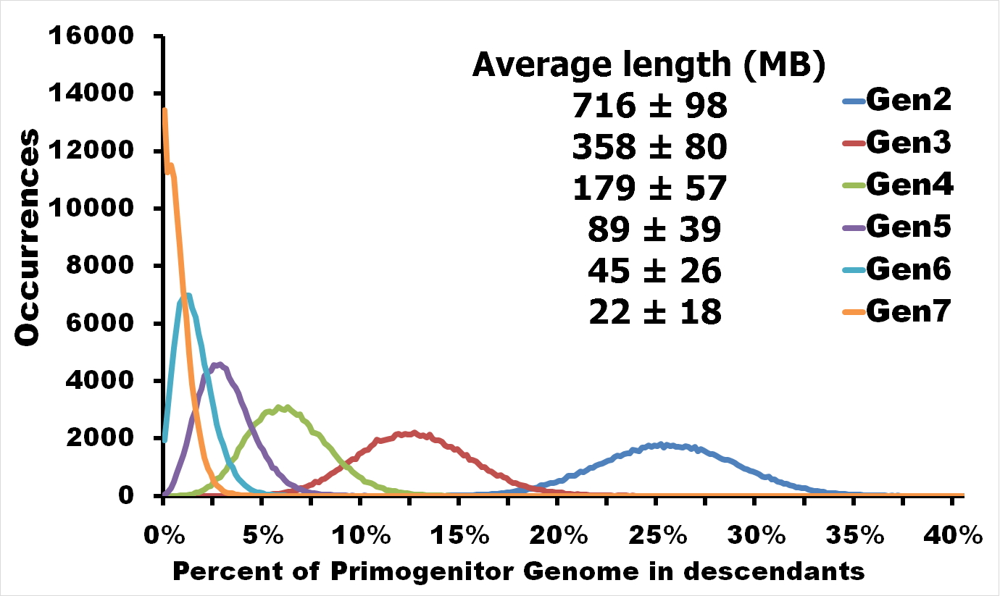 16000
14000
12000
10000
8000
6000
4000
2000
0
Occurrences
Average length (MB)
716 ± 98
358 ± 80
179 ± 57
89 ± 39
45 ± 26
22 ± 18
Gen2
Gen3
Gen4
Gen5
Gen6
Gen7
0% 5% 10% 15% 20% 25% 30% 35% 40%
Percent of Primogenitor Genome in descendants